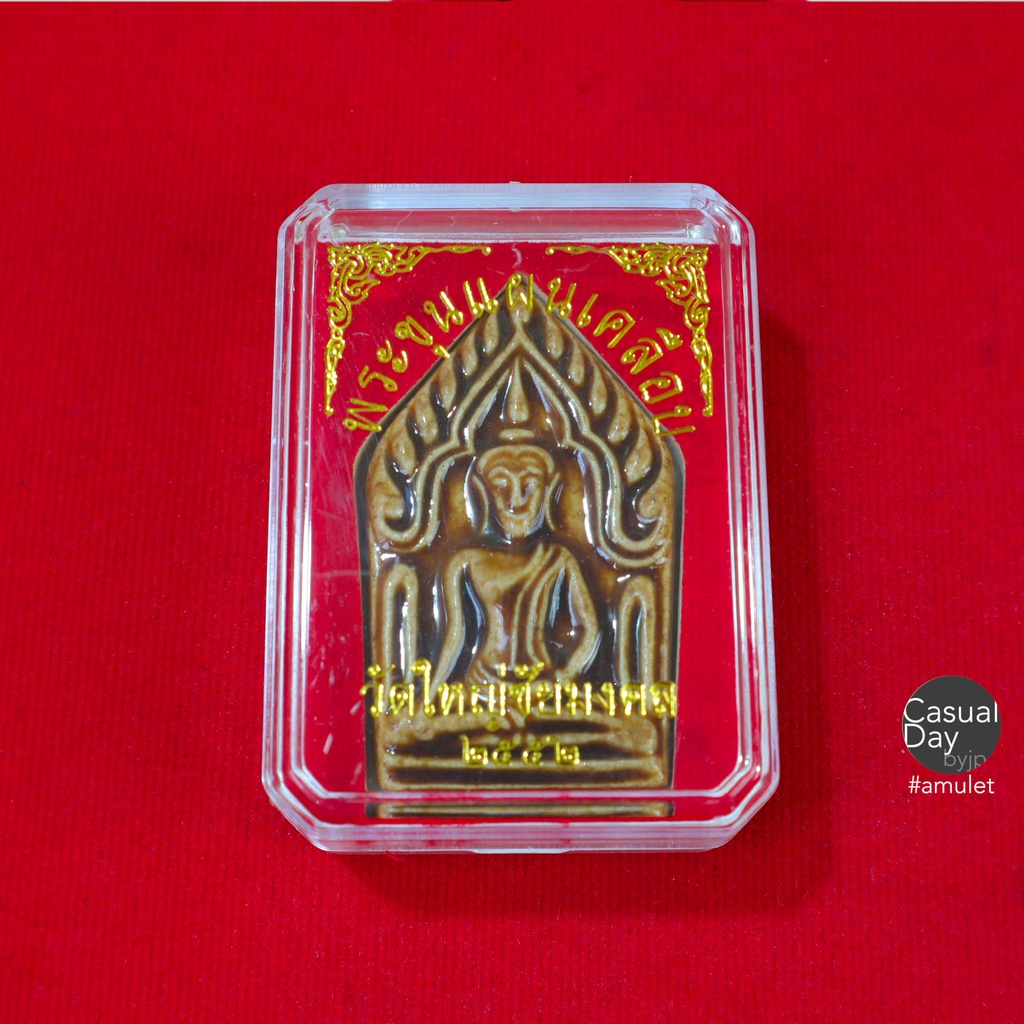 พระขุนแผนเคลือบ
วัดใหญ่ชัยมงคล
๒๕๕๒
Casual
Day
byjp
#amulet